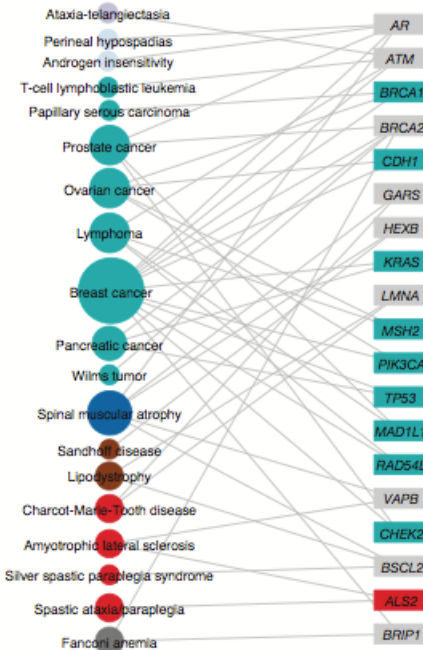 Ataxia-telangiectasia
Perineal hypospadias
Androgen insensitivity
T-cell lymphoblastic leukemia
Papillary serous carcinoma
Prostate cancer
Ovarian cancer
Lymphoma
Breast cancer
Pancreatic cancer
Wilms tumor
Spinal muscular atrophy
Sandhoff disease
Lipodystrophy
Charcot-Marie-Tooth disease
Amyotrophic lateral sclerosis
Silver spastic paraplegia syndrome
Spastic ataxia/paraplegia
Fanconi anemia
AR
ATM
BRCA1
BRCA2
CDH1
GARS
HEXB
KRAS
LMNA
MSH2
PIK3CA
TP53
MAD1L1
RAD54L
VAPB
CHEK2
BSCL2
ALS2
BRIP1